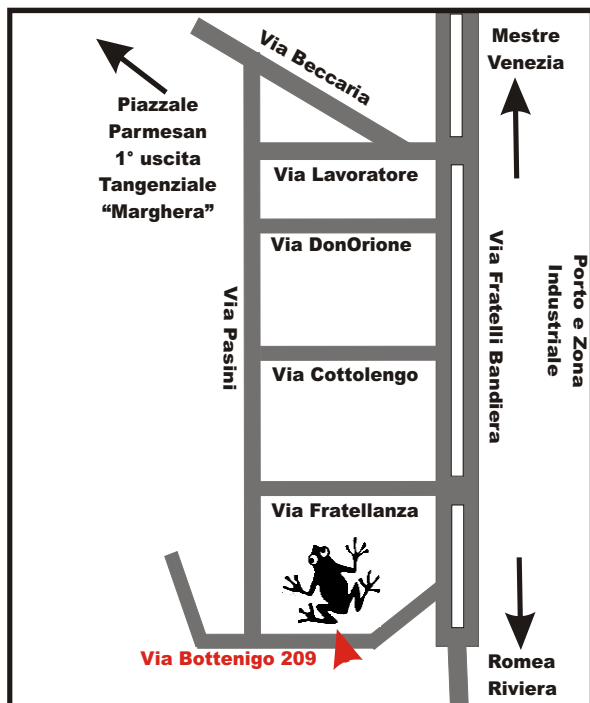 Mestre
Venezia
Via Beccaria
Piazzale
Parmesan
1° uscita
Tangenziale
“Marghera”
Via Lavoratore
Via DonOrione
Via Pasini
Via Fratelli Bandiera
Porto e Zona
Industriale
Via Cottolengo
Via Fratellanza
Via Bottenigo 209
Romea
Riviera